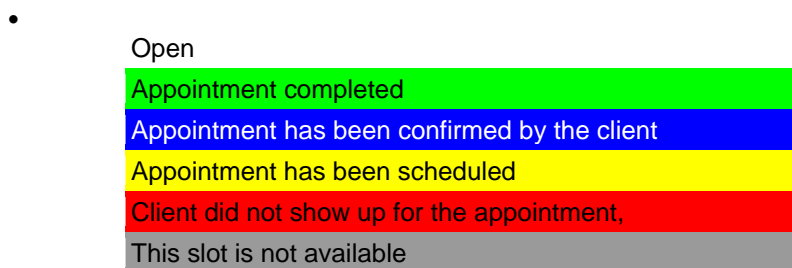 •
Open
Appointment completed
Appointment has been confirmed by the client
Appointment has been scheduled
Client did not show up for the appointment,
This slot is not available